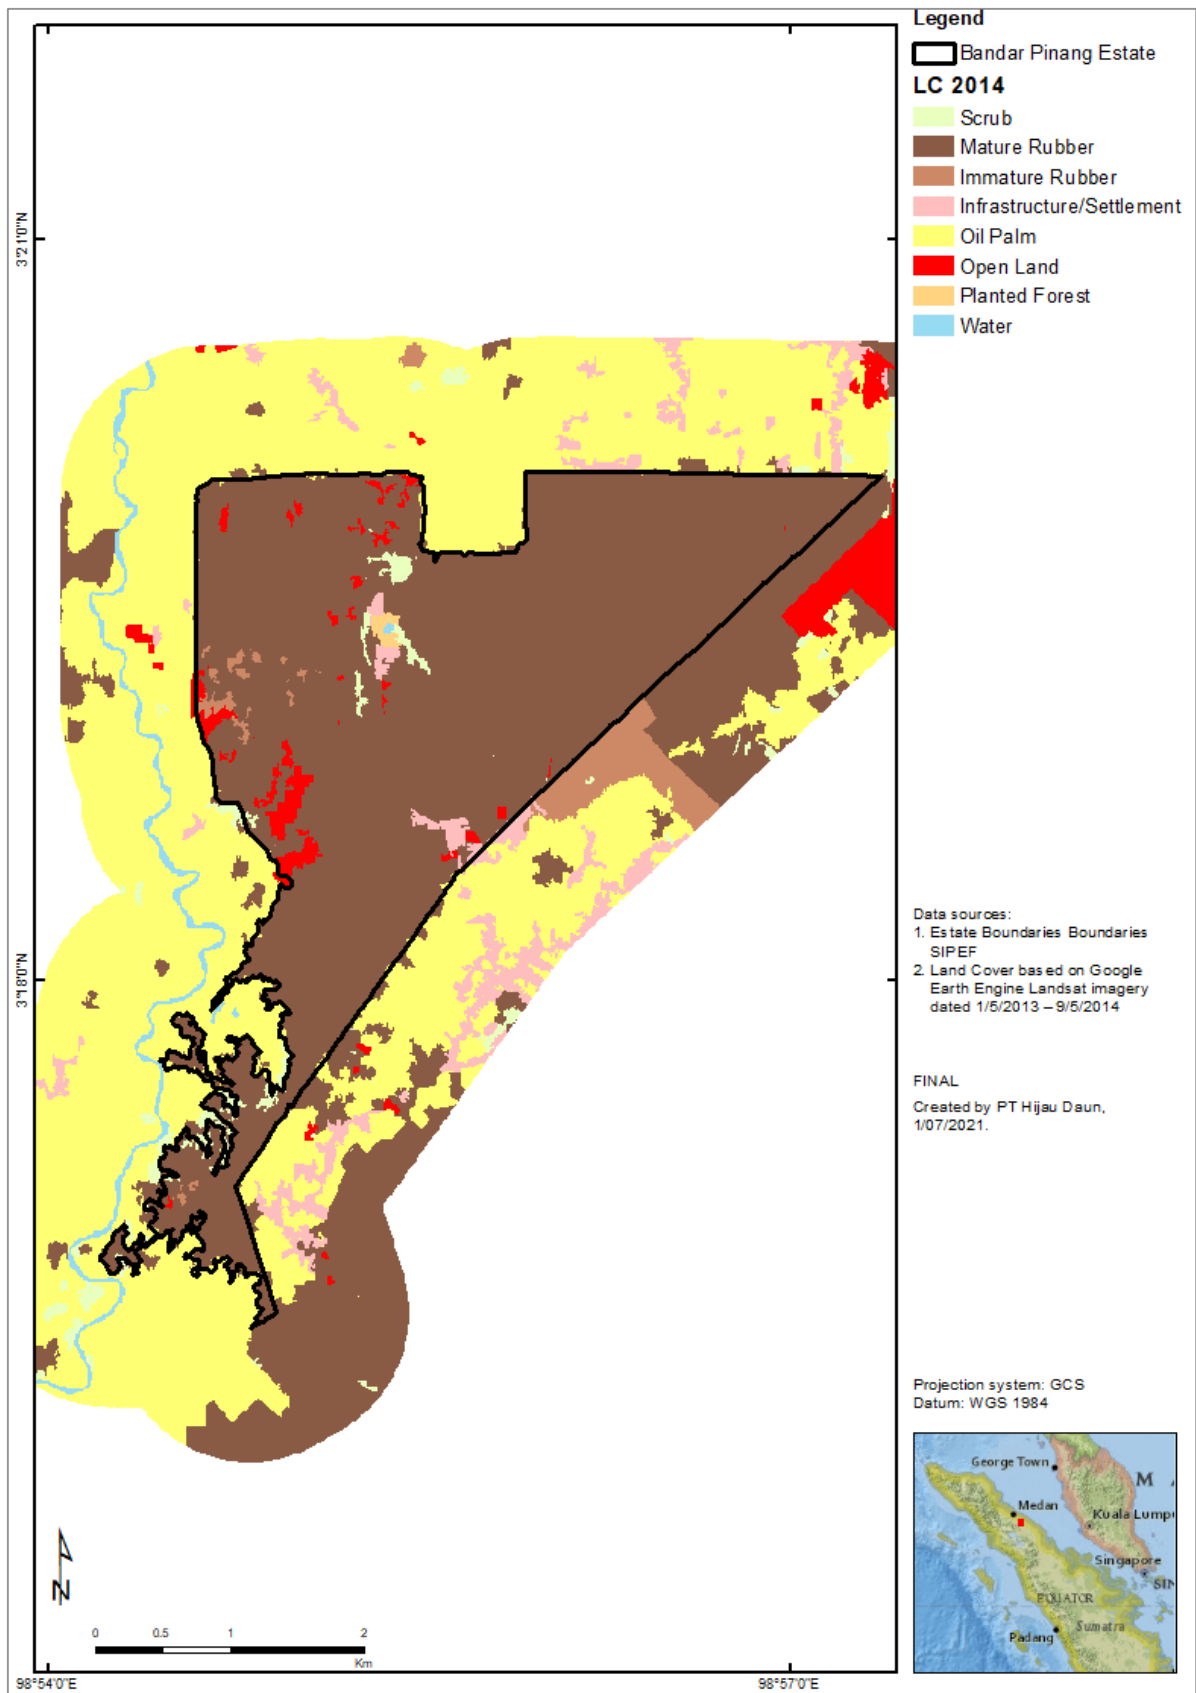 Legend
Bandar Pinang Estate
LC 2014
Scrub
Mature Rubber
Immature Rubber
Infrastructure/Settlement
Oil Palm
Open Land
Planted Forest
Water
3°21'0"N
3°18'0"N
Data sources:
1. Estate Boundaries Boundaries
SIPEF
2. Land Cover based on Google
Earth Engine Landsat imagery
dated 1/5/2013 – 9/5/2014
FINAL
Created by PT Hijau Daun,
1/07/2021.
Projection system: GCS
Datum: WGS 1984
George Town
M
Medan
Kuala Lumpu
Singapore
SIN
EQUATOR
Sumatra
Padang
N
0 0.5 1 2
Km
98°54'0"E 98°57'0"E